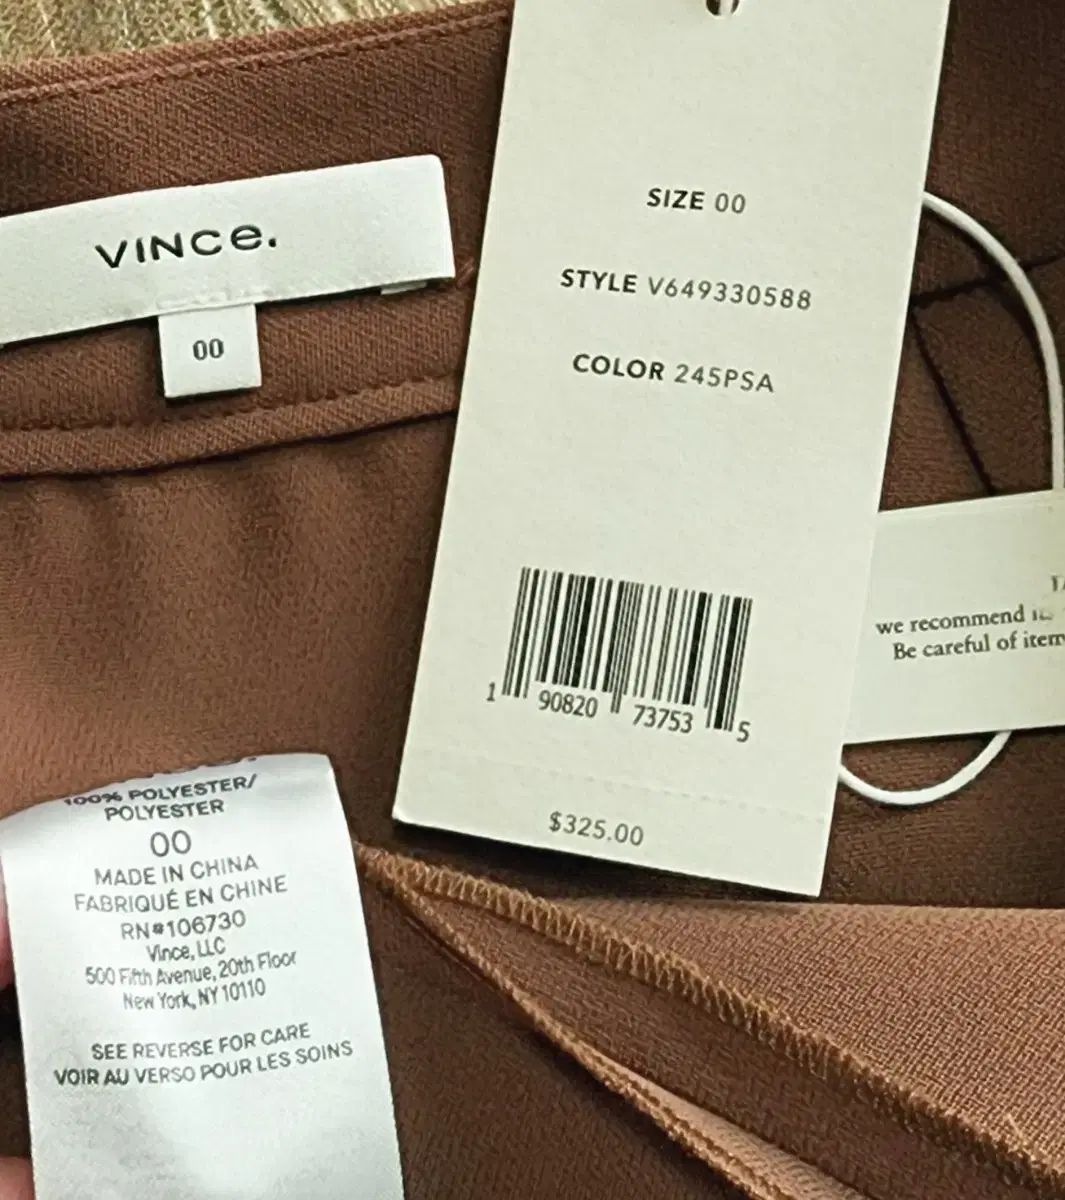 VINCE.
00
SIZE 00
STYLE V649330588
COLOR 245PSA
1 90820 73753 5
$325.00
we recommend
Be careful of item
100% POLYESTER/
POLYESTER
00
MADE IN CHINA
FABRIQUÉ EN CHINE
RN#106730
Vince, LLC
500 Fifth Avenue, 20th Floor
New York, NY 10110
SEE REVERSE FOR CARE
VOIR AU VERSO POUR LES SOINS